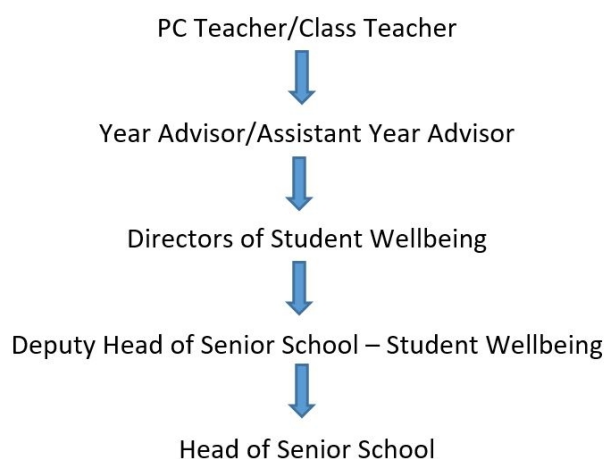 PC Teacher/Class Teacher
Year Advisor/Assistant Year Advisor
Directors of Student Wellbeing
Deputy Head of Senior School – Student Wellbeing
Head of Senior School